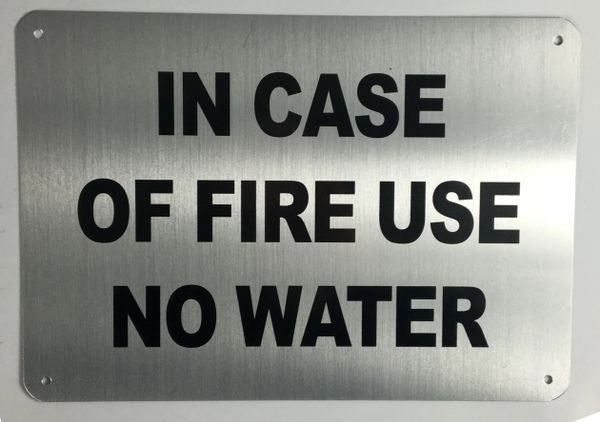 IN CASE
OF FIRE USE
NO WATER